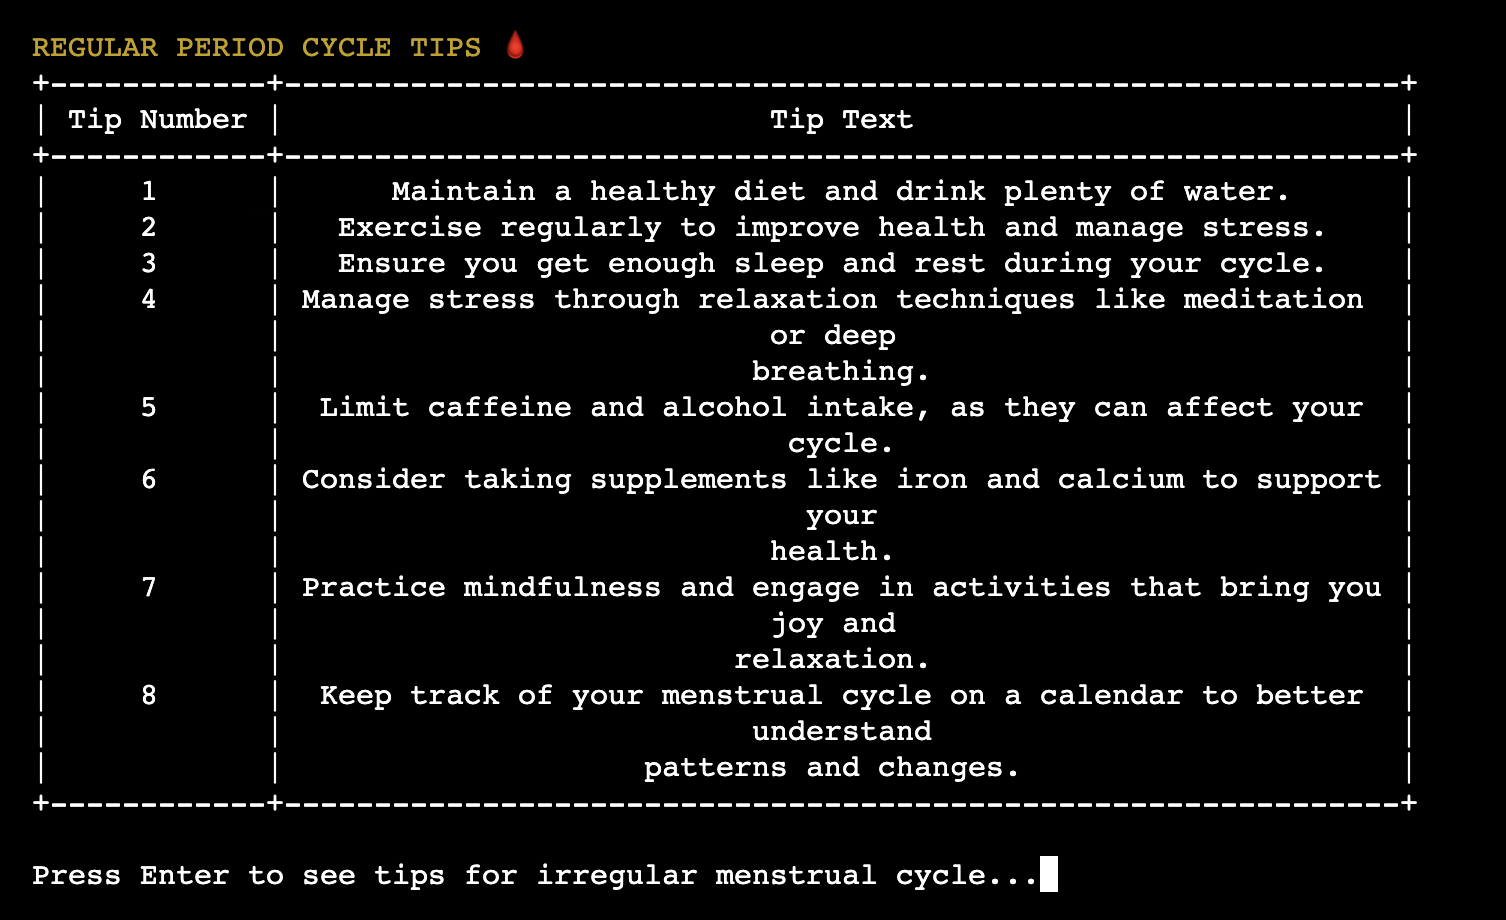 REGULAR PERIOD CYCLE TIPS 🩸
+------------+--------------------------------------------------------------+
| Tip Number | Tip Text |
+------------+--------------------------------------------------------------+
| 1 | Maintain a healthy diet and drink plenty of water. |
| 2 | Exercise regularly to improve health and manage stress. |
| 3 | Ensure you get enough sleep and rest during your cycle. |
| 4 | Manage stress through relaxation techniques like meditation |
| | or deep |
| | breathing. |
| 5 | Limit caffeine and alcohol intake, as they can affect your |
| | cycle. |
| 6 | Consider taking supplements like iron and calcium to support |
| | your |
| | health. |
| 7 | Practice mindfulness and engage in activities that bring you |
| | joy and |
| | relaxation. |
| 8 | Keep track of your menstrual cycle on a calendar to better |
| | understand |
| | patterns and changes. |
+------------+--------------------------------------------------------------+
Press Enter to see tips for irregular menstrual cycle...